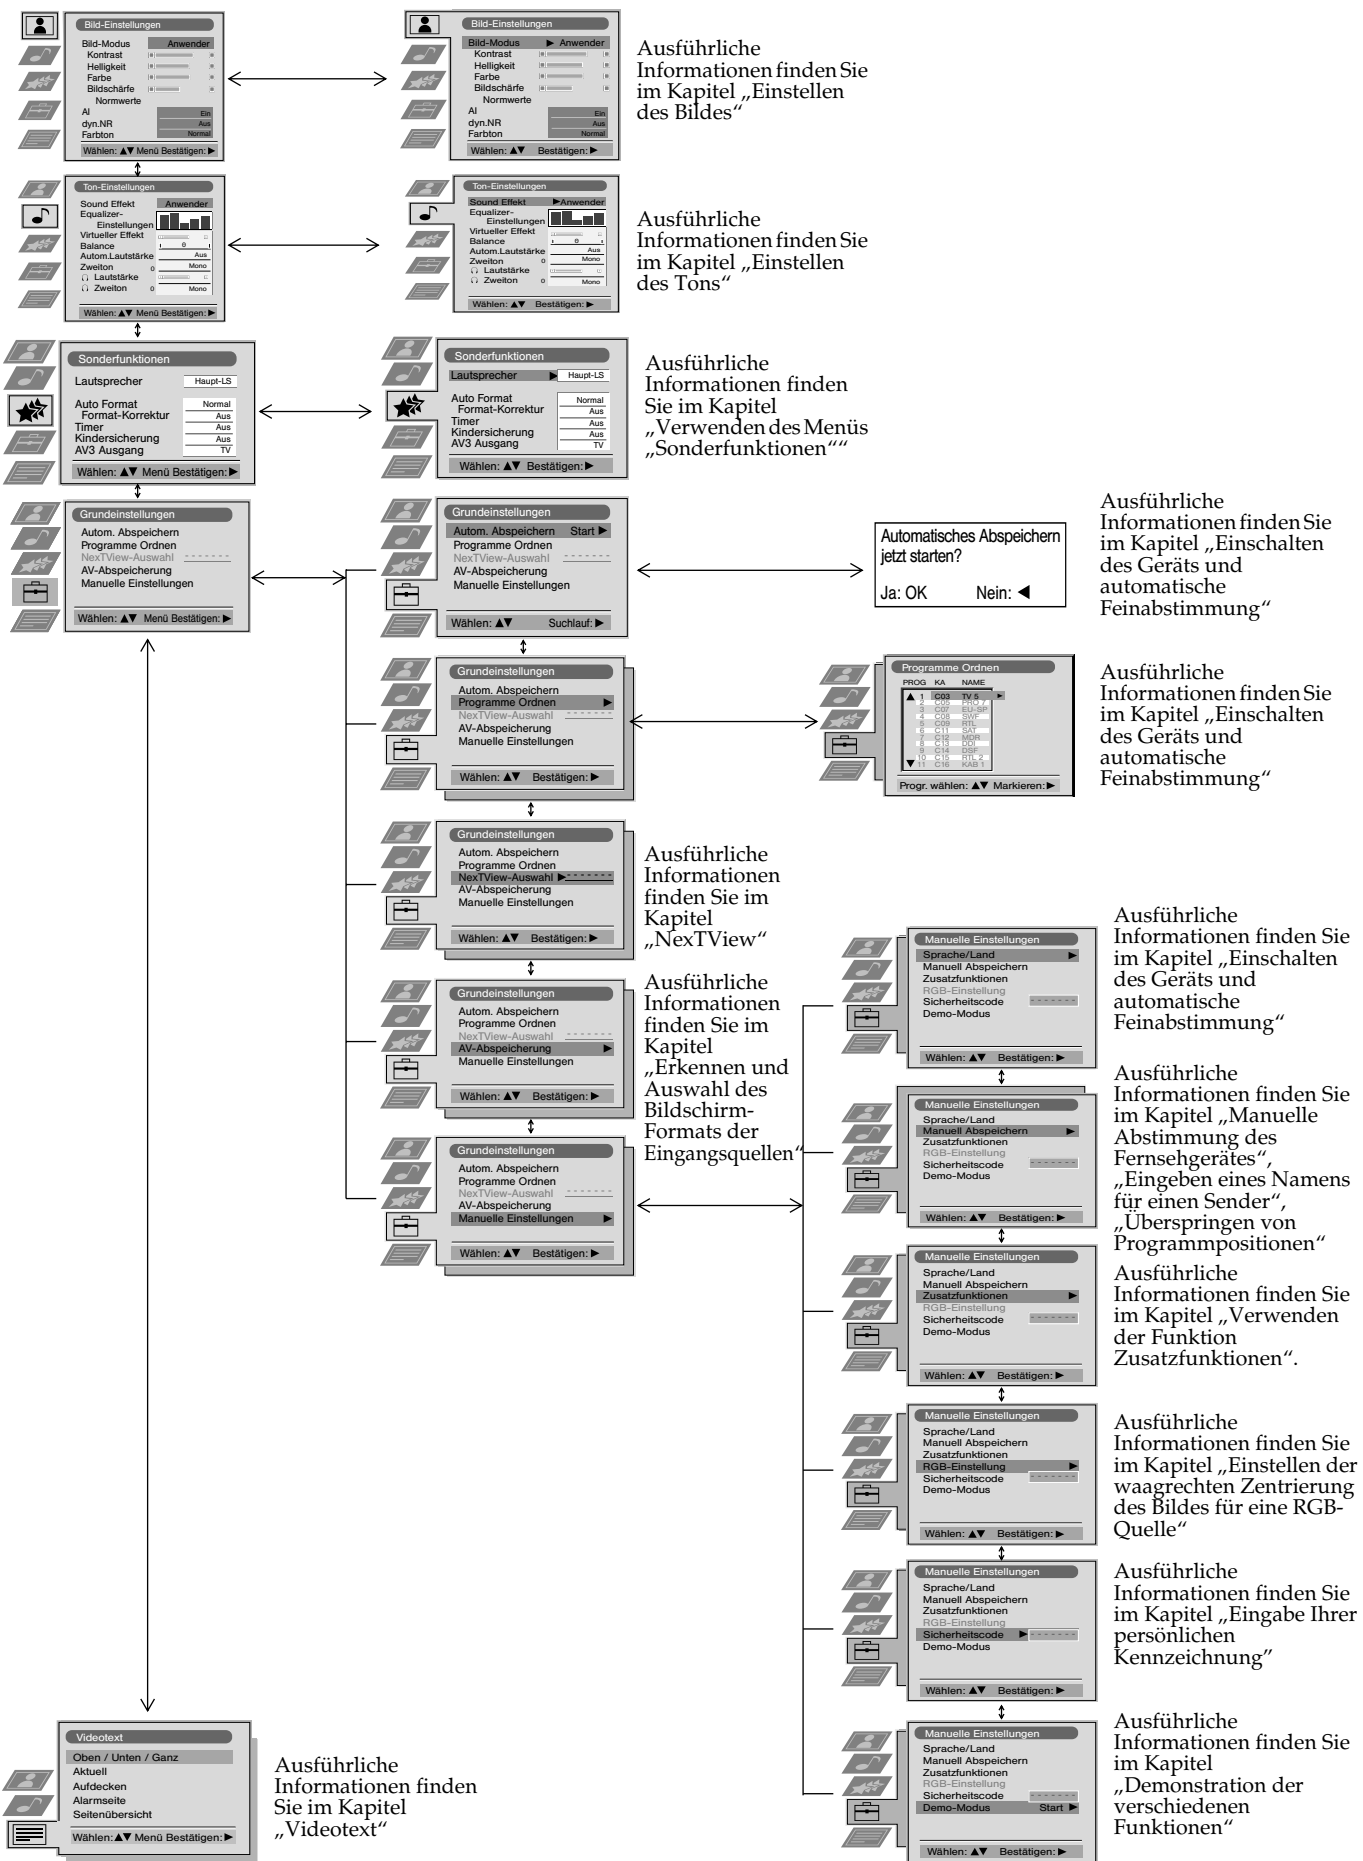 Bild-Einstellungen
Bild-Modus Anwender
Kontrast
Helligkeit
Farbe
Bildschärfe
Normwerte
AI Ein
dyn.NR Aus
Farbton Normal
Wählen: ▲▼ Menü Bestätigen: ▶
Bild-Einstellungen
Bild-Modus ▶ Anwender
Kontrast
Helligkeit
Farbe
Bildschärfe
Normwerte
AI Ein
dyn.NR Aus
Farbton Normal
Wählen: ▲▼ Bestätigen: ▶
Ausführliche
Informationen finden Sie
im Kapitel „Einstellen
des Bildes“
Ton-Einstellungen
Sound Effekt Anwender
Equalizer-
Einstellungen
Virtueller Effekt
Balance 0
Autom.Lautstärke Aus
Zweiton 0 Mono
Lautstärke
Zweiton 0 Mono
Wählen: ▲▼ Menü Bestätigen: ▶
Ton-Einstellungen
Sound Effekt ▶Anwender
Equalizer-
Einstellungen
Virtueller Effekt
Balance 0
Autom.Lautstärke Aus
Zweiton 0 Mono
Lautstärke
Zweiton 0 Mono
Wählen: ▲▼ Bestätigen: ▶
Ausführliche
Informationen finden Sie
im Kapitel „Einstellen
des Tons“
Sonderfunktionen
Lautsprecher Haupt-LS
Auto Format Normal
Format-Korrektur Aus
Timer Aus
Kindersicherung Aus
AV3 Ausgang TV
Wählen: ▲▼ Menü Bestätigen: ▶
Sonderfunktionen
Lautsprecher ▶ Haupt-LS
Auto Format Normal
Format-Korrektur Aus
Timer Aus
Kindersicherung Aus
AV3 Ausgang TV
Wählen: ▲▼ Bestätigen: ▶
Ausführliche
Informationen finden
Sie im Kapitel
„Verwenden des Menüs
„Sonderfunktionen““
Grundeinstellungen
Autom. Abspeichern
Programme Ordnen
NexTView-Auswahl - - - - - -
AV-Abspeicherung
Manuelle Einstellungen
Wählen: ▲▼ Menü Bestätigen: ▶
Grundeinstellungen
Autom. Abspeichern Start ▶
Programme Ordnen
NexTView-Auswahl - - - - - -
AV-Abspeicherung
Manuelle Einstellungen
Wählen: ▲▼ Suchlauf: ▶
Automatisches Abspeichern
jetzt starten?
Ja: OK Nein: ◀
Ausführliche
Informationen finden Sie
im Kapitel „Einschalten
des Geräts und
automatische
Feinabstimmung“
Grundeinstellungen
Autom. Abspeichern
Programme Ordnen ▶
NexTView-Auswahl - - - - - -
AV-Abspeicherung
Manuelle Einstellungen
Wählen: ▲▼ Bestätigen: ▶
Programme Ordnen
PROG KA NAME
▲ 1 C03 TV 5 ▶
2 C05 PRO 7
3 C07 EU-SP
4 C08 SWF
5 C09 RTL
6 C11 SAT
7 C12 MDR
8 C13 DDI
9 C14 DSF
10 C15 RTL 2
▼ 11 C16 KAB 1
Progr. wählen: ▲▼ Markieren: ▶
Ausführliche
Informationen finden Sie
im Kapitel „Einschalten
des Geräts und
automatische
Feinabstimmung“
Grundeinstellungen
Autom. Abspeichern
Programme Ordnen
NexTView-Auswahl ▶ - - - - - -
AV-Abspeicherung
Manuelle Einstellungen
Wählen: ▲▼ Bestätigen: ▶
Ausführliche
Informationen
finden Sie im
Kapitel
„NexTView“
Grundeinstellungen
Autom. Abspeichern
Programme Ordnen
NexTView-Auswahl - - - - - -
AV-Abspeicherung ▶
Manuelle Einstellungen
Wählen: ▲▼ Bestätigen: ▶
Ausführliche
Informationen
finden Sie im
Kapitel
„Erkennen und
Auswahl des
Bildschirm-
Formats der
Eingangsquellen“
Grundeinstellungen
Autom. Abspeichern
Programme Ordnen
NexTView-Auswahl - - - - - -
AV-Abspeicherung
Manuelle Einstellungen ▶
Wählen: ▲▼ Bestätigen: ▶
Manuelle Einstellungen
Sprache/Land ▶
Manuell Abspeichern
Zusatzfunktionen
RGB-Einstellung
Sicherheitscode - - - - - -
Demo-Modus
Wählen: ▲▼ Bestätigen: ▶
Ausführliche
Informationen finden Sie
im Kapitel „Einschalten
des Geräts und
automatische
Feinabstimmung“
Manuelle Einstellungen
Sprache/Land
Manuell Abspeichern ▶
Zusatzfunktionen
RGB-Einstellung
Sicherheitscode - - - - - -
Demo-Modus
Wählen: ▲▼ Bestätigen: ▶
Ausführliche
Informationen finden Sie
im Kapitel „Manuelle
Abstimmung des
Fernsehgerätes“,
„Eingeben eines Namens
für einen Sender“,
„Überspringen von
Programmpositionen“
Manuelle Einstellungen
Sprache/Land
Manuell Abspeichern
Zusatzfunktionen ▶
RGB-Einstellung
Sicherheitscode - - - - - -
Demo-Modus
Wählen: ▲▼ Bestätigen: ▶
Ausführliche
Informationen finden Sie
im Kapitel „Verwenden
der Funktion
Zusatzfunktionen“.
Manuelle Einstellungen
Sprache/Land
Manuell Abspeichern
Zusatzfunktionen
RGB-Einstellung ▶
Sicherheitscode - - - - - -
Demo-Modus
Wählen: ▲▼ Bestätigen: ▶
Ausführliche
Informationen finden Sie
im Kapitel „Einstellen der
waagrechten Zentrierung
des Bildes für eine RGB-
Quelle“
Manuelle Einstellungen
Sprache/Land
Manuell Abspeichern
Zusatzfunktionen
RGB-Einstellung
Sicherheitscode ▶ - - - - - -
Demo-Modus
Wählen: ▲▼ Bestätigen: ▶
Ausführliche
Informationen finden Sie
im Kapitel „Eingabe Ihrer
persönlichen
Kennzeichnung“
Videotext
Oben / Unten / Ganz
Aktuell
Aufdecken
Alarmseite
Seitenübersicht
Wählen:▲▼ Menü Bestätigen:▶
Ausführliche
Informationen finden
Sie im Kapitel
„Videotext“
Manuelle Einstellungen
Sprache/Land
Manuell Abspeichern
Zusatzfunktionen
RGB-Einstellung
Sicherheitscode - - - - - -
Demo-Modus Start ▶
Wählen: ▲▼ Bestätigen: ▶
Ausführliche
Informationen finden Sie
im Kapitel
„Demonstration der
verschiedenen
Funktionen“